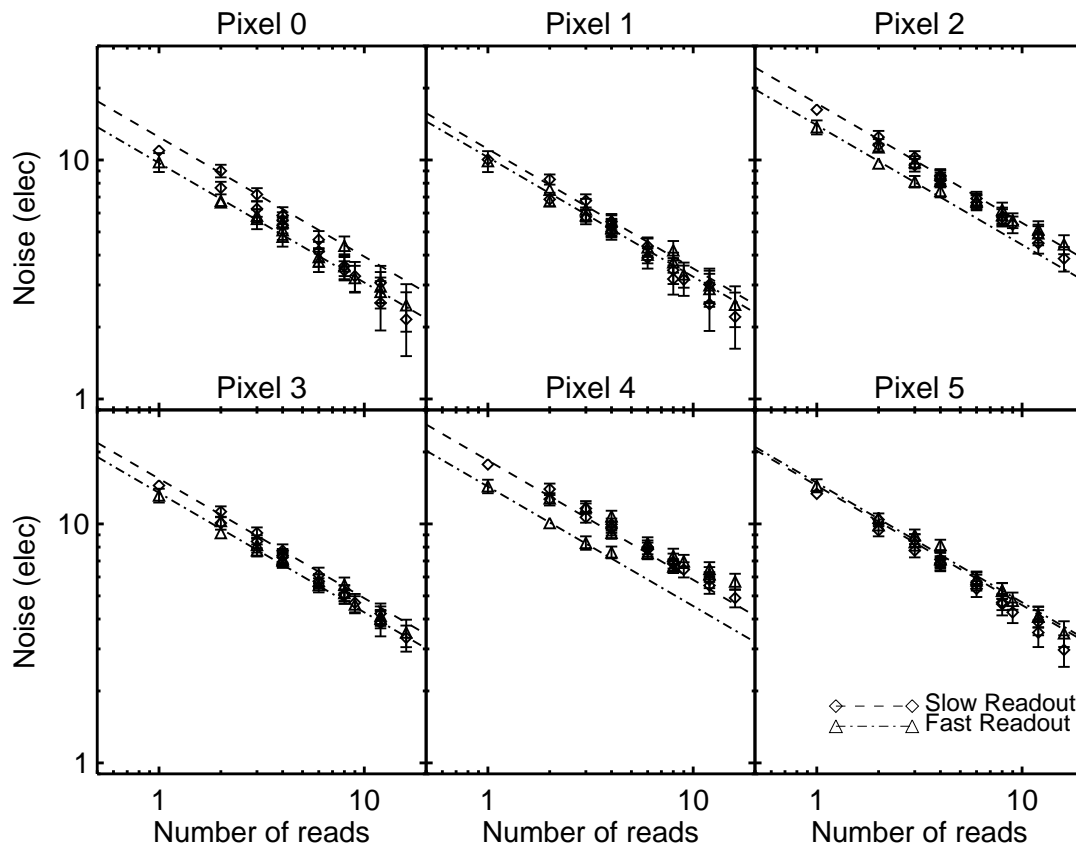 Pixel 0 Pixel 1 Pixel 2
10
Noise (elec)
1
Pixel 3 Pixel 4 Pixel 5
10
Noise (elec)
Slow Readout
Fast Readout
1
1 10 1 10 1 10
Number of reads Number of reads Number of reads